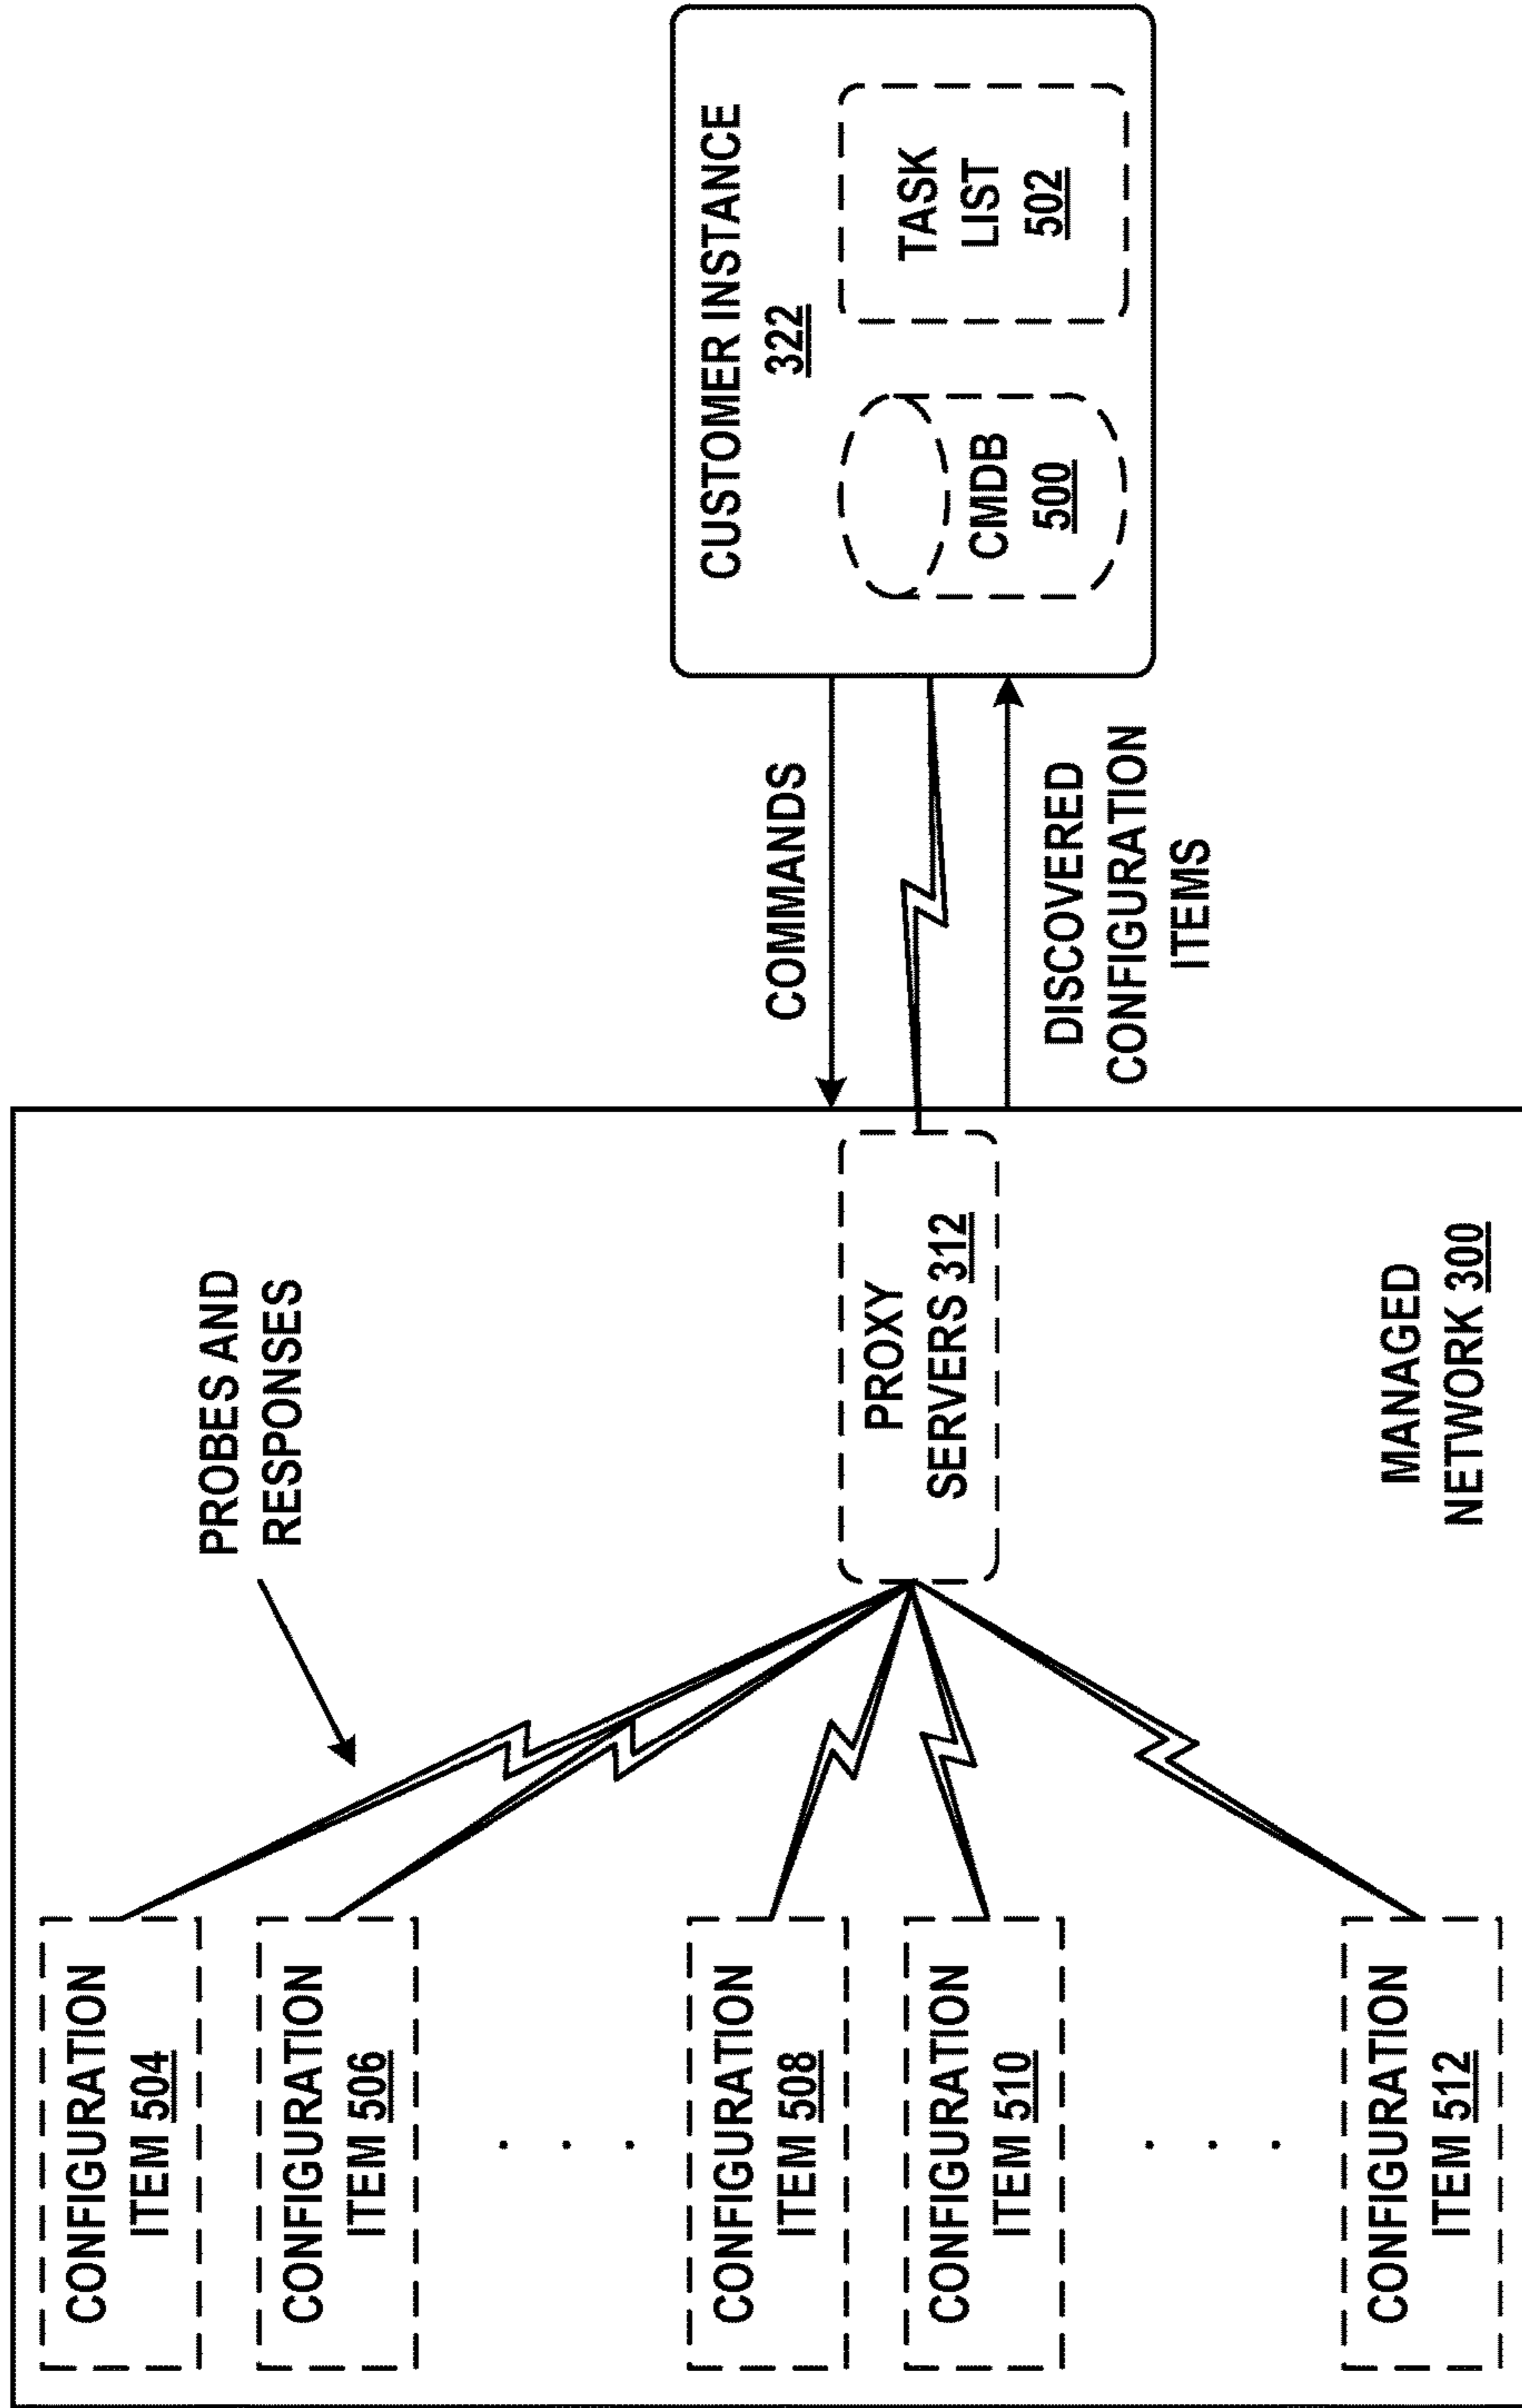 CUSTOMER INSTANCE
322
CMDB
500
TASK
LIST
502
COMMANDS
DISCOVERED
CONFIGURATION
ITEMS
PROBES AND
RESPONSES
PROXY
SERVERS 312
MANAGED
NETWORK 300
CONFIGURATION
ITEM 504
CONFIGURATION
ITEM 506
. . .
CONFIGURATION
ITEM 508
CONFIGURATION
ITEM 510
. . .
CONFIGURATION
ITEM 512